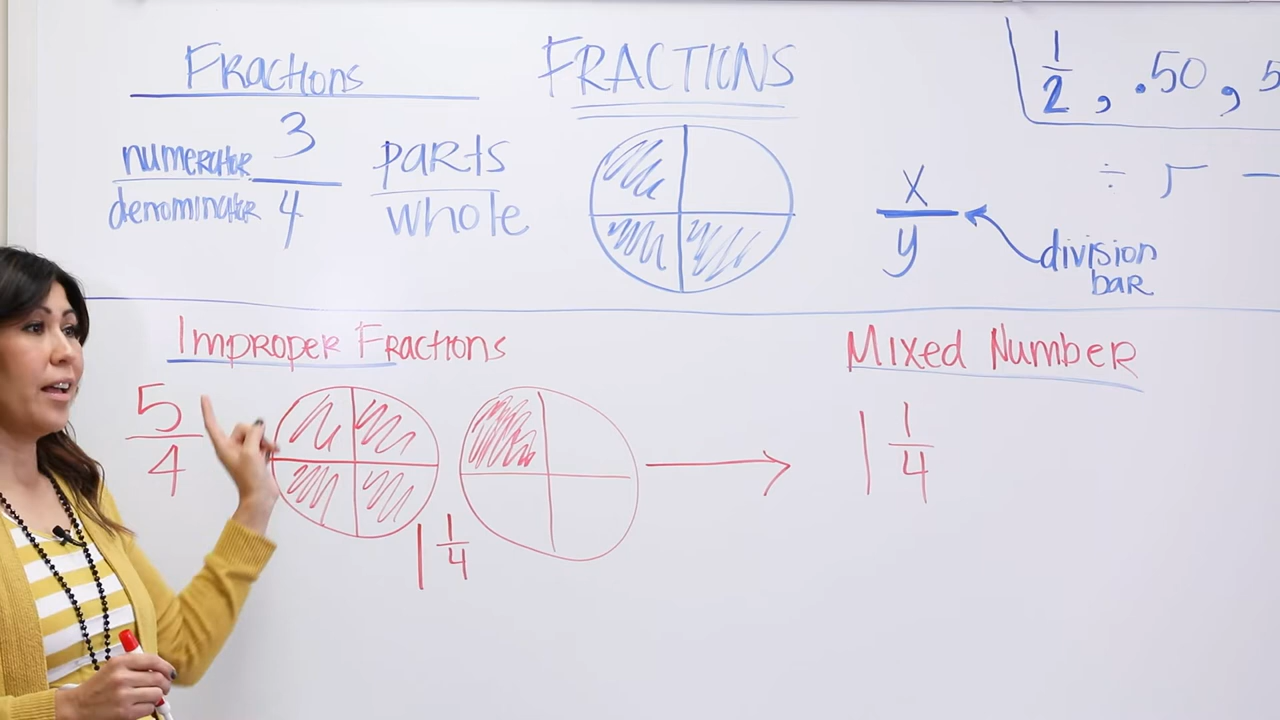 Fractions
numerator 3 parts
denominator 4 whole
FRACTIONS
1/2, .50, 5
÷
x
y
division
bar
Improper Fractions
5
4
1 1/4
Mixed Number
1 1/4